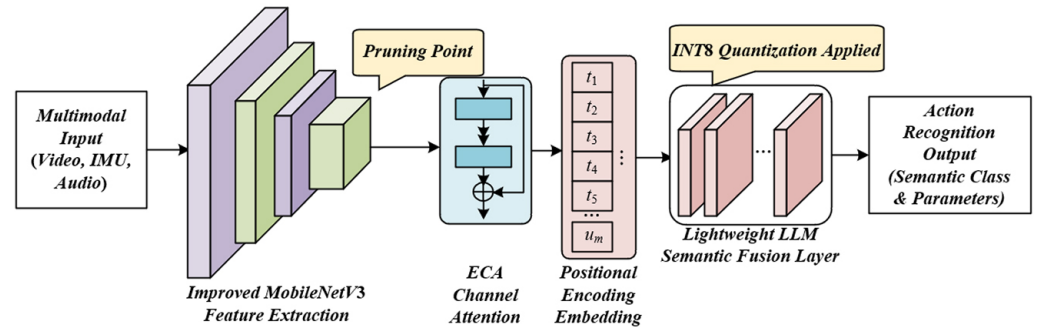 Multimodal
Input
(Video, IMU,
Audio)
Improved MobileNetV3
Feature Extraction
Pruning Point
ECA
Channel
Attention
t1
t2
t3
t4
t5
...
um
⋮
Positional
Encoding
Embedding
INT8 Quantization Applied
...
Lightweight LLM
Semantic Fusion Layer
Action
Recognition
Output
(Semantic Class
& Parameters)